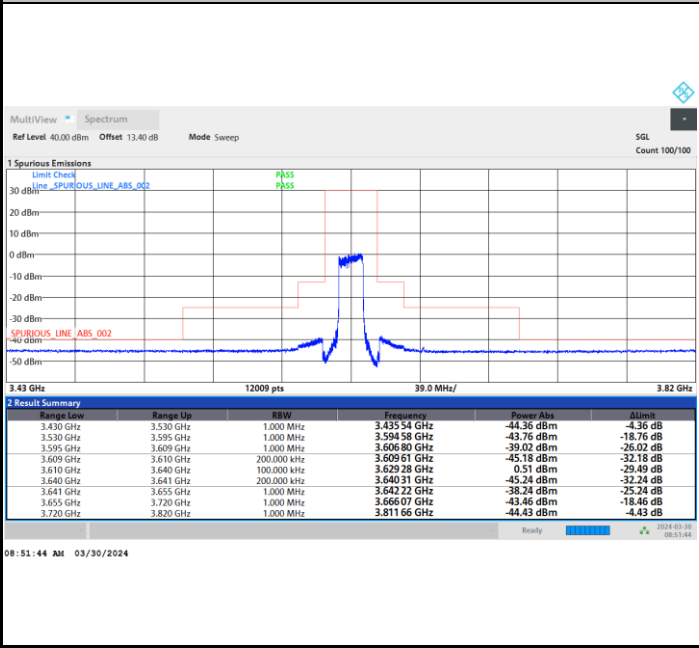 MultiView Spectrum
Ref Level 40.00 dBm Offset 13.40 dB Mode Sweep SGL
Count 100/100
1 Spurious Emissions
Limit Check PASS
Line _SPURIOUS_LINE_ABS_002 PASS
30 dBm
20 dBm
10 dBm
0 dBm
-10 dBm
-20 dBm
-30 dBm
SPURIOUS_LINE_ABS_002
-40 dBm
-50 dBm
3.43 GHz 12009 pts 39.0 MHz/ 3.82 GHz
2 Result Summary
Range Low Range Up RBW Frequency Power Abs ΔLimit
3.430 GHz 3.530 GHz 1.000 MHz 3.435 54 GHz -44.36 dBm -4.36 dB
3.530 GHz 3.595 GHz 1.000 MHz 3.594 58 GHz -43.76 dBm -18.76 dB
3.595 GHz 3.609 GHz 1.000 MHz 3.606 80 GHz -39.02 dBm -26.02 dB
3.609 GHz 3.610 GHz 200.000 kHz 3.609 61 GHz -45.18 dBm -32.18 dB
3.610 GHz 3.640 GHz 100.000 kHz 3.629 28 GHz 0.51 dBm -29.49 dB
3.640 GHz 3.641 GHz 200.000 kHz 3.640 31 GHz -45.24 dBm -32.24 dB
3.641 GHz 3.655 GHz 1.000 MHz 3.642 22 GHz -38.24 dBm -25.24 dB
3.655 GHz 3.720 GHz 1.000 MHz 3.666 07 GHz -43.46 dBm -18.46 dB
3.720 GHz 3.820 GHz 1.000 MHz 3.811 66 GHz -44.43 dBm -4.43 dB
Ready 2024-03-30
08:51:44
08:51:44 AM 03/30/2024